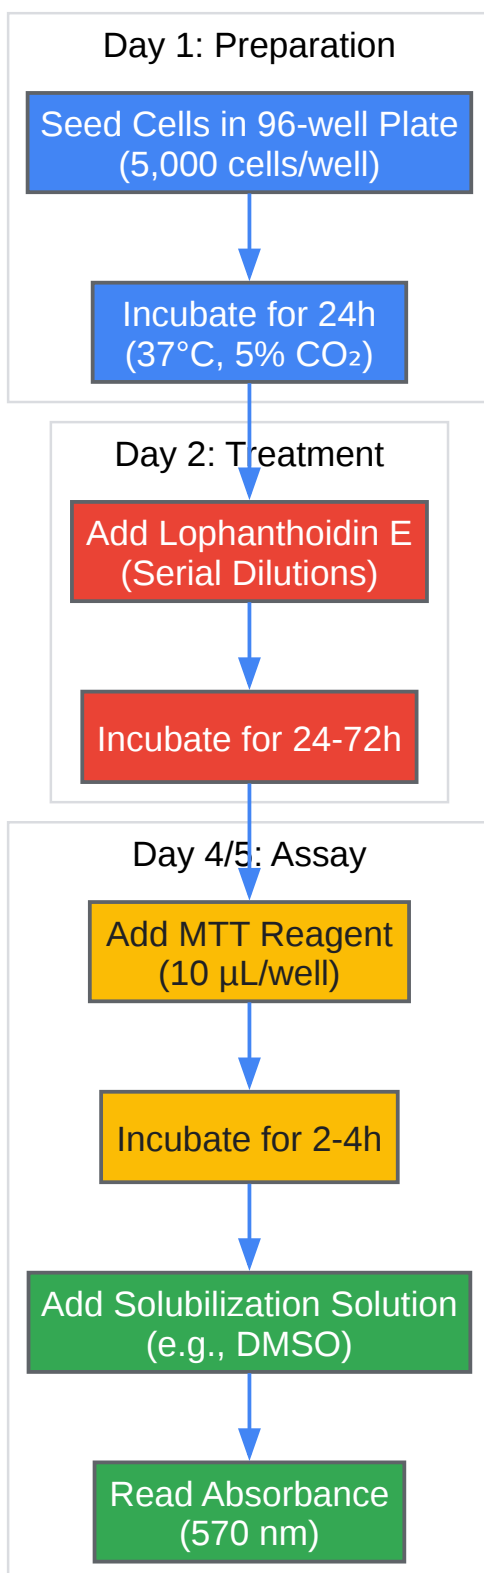 Day 1: Preparation
Seed Cells in 96-well Plate
(5,000 cells/well)
Incubate for 24h
(37°C, 5% CO₂)
Day 2: Treatment
Add Lophanthoidin E
(Serial Dilutions)
Incubate for 24-72h
Day 4/5: Assay
Add MTT Reagent
(10 µL/well)
Incubate for 2-4h
Add Solubilization Solution
(e.g., DMSO)
Read Absorbance
(570 nm)